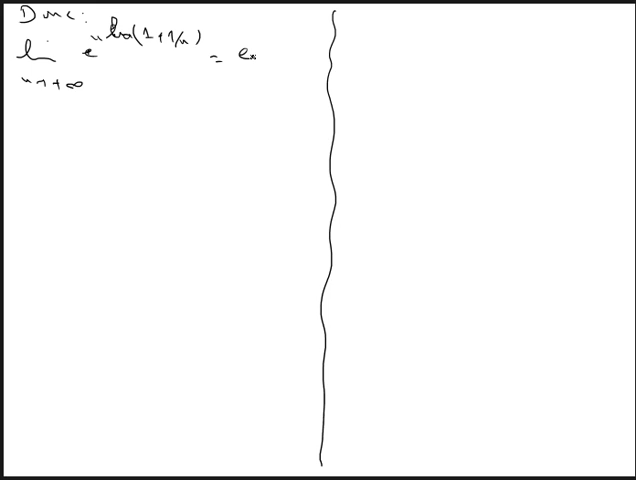 Donc:
lim e^{n ln(1+1/n)} = e.
n→+∞